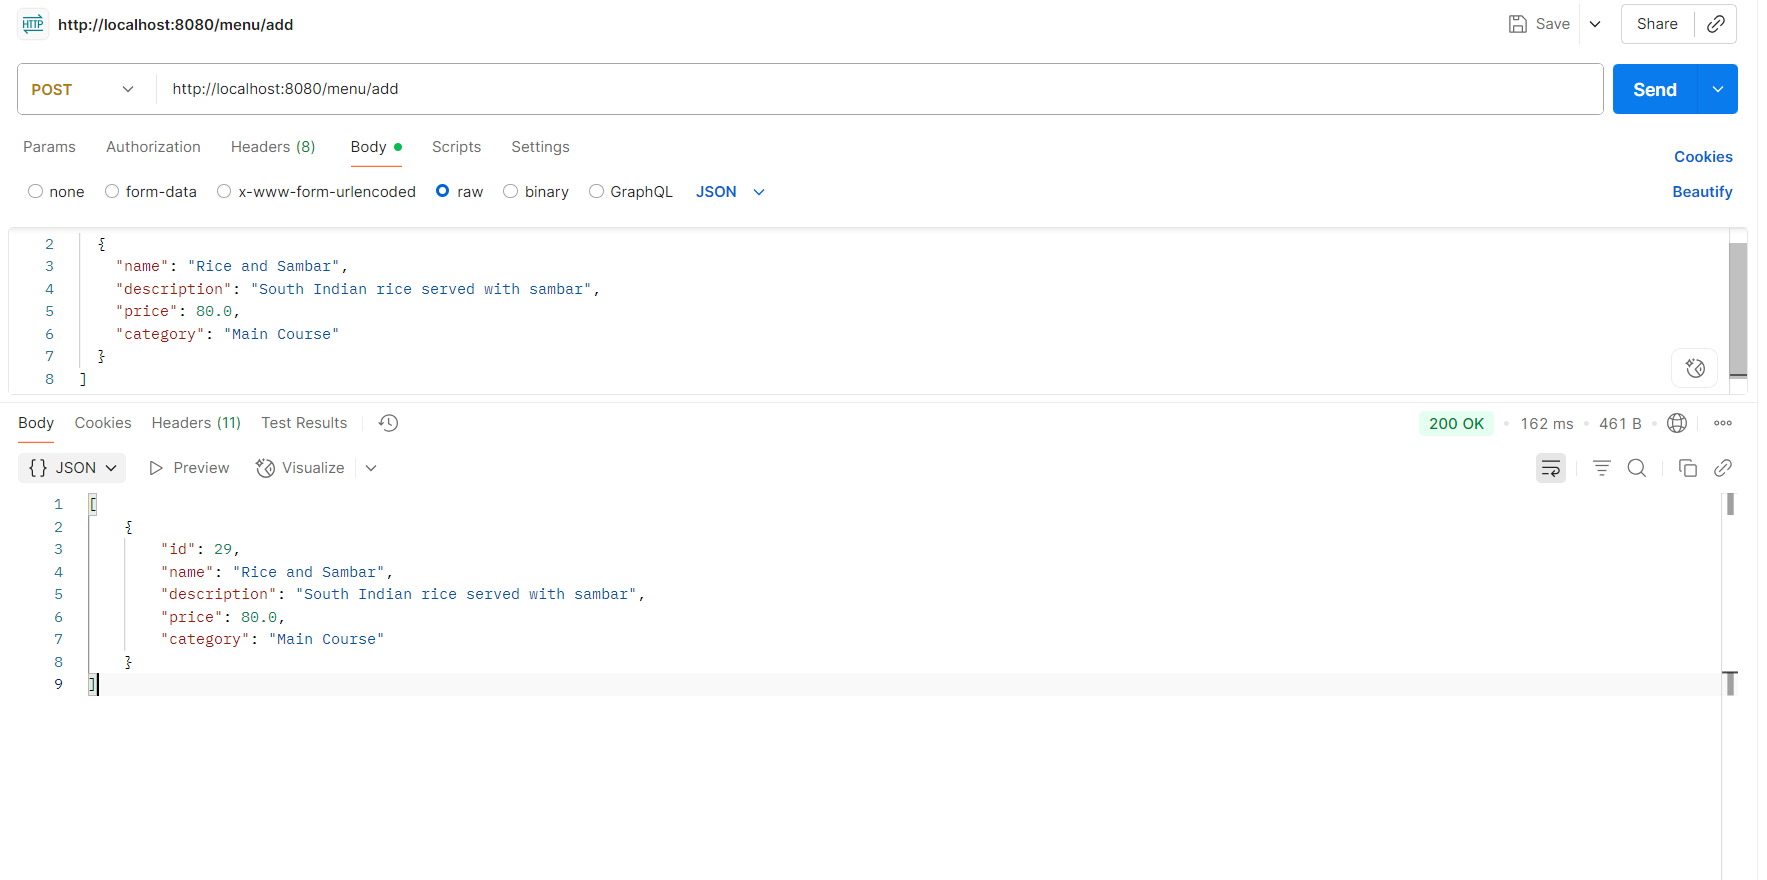 HTTP http://localhost:8080/menu/add Save Share
POST http://localhost:8080/menu/add Send
Params Authorization Headers (8) Body Scripts Settings Cookies
none form-data x-www-form-urlencoded raw binary GraphQL JSON Beautify
2 {
3 "name": "Rice and Sambar",
4 "description": "South Indian rice served with sambar",
5 "price": 80.0,
6 "category": "Main Course"
7 }
8 ]
Body Cookies Headers (11) Test Results 200 OK 162 ms 461 B
{} JSON Preview Visualize
1 [
2 {
3 "id": 29,
4 "name": "Rice and Sambar",
5 "description": "South Indian rice served with sambar",
6 "price": 80.0,
7 "category": "Main Course"
8 }
9 ]